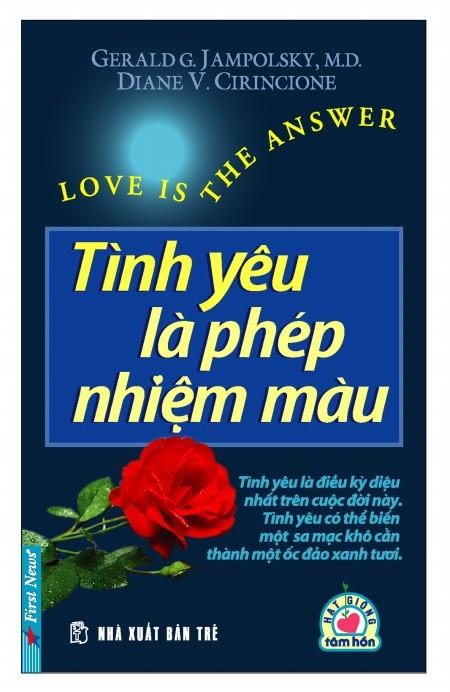 GERALD G. JAMPOLSKY, M.D.
DIANE V. CIRINCIONE
LOVE IS THE ANSWER
Tình yêu
là phép
nhiệm màu
Tình yêu là điều kỳ diệu
nhất trên cuộc đời này.
Tình yêu có thể biến
một sa mạc khô cằn
thành một ốc đảo xanh tươi.
First News
NHÀ XUẤT BẢN TRẺ
HẠT GIỐNG
tâm hồn